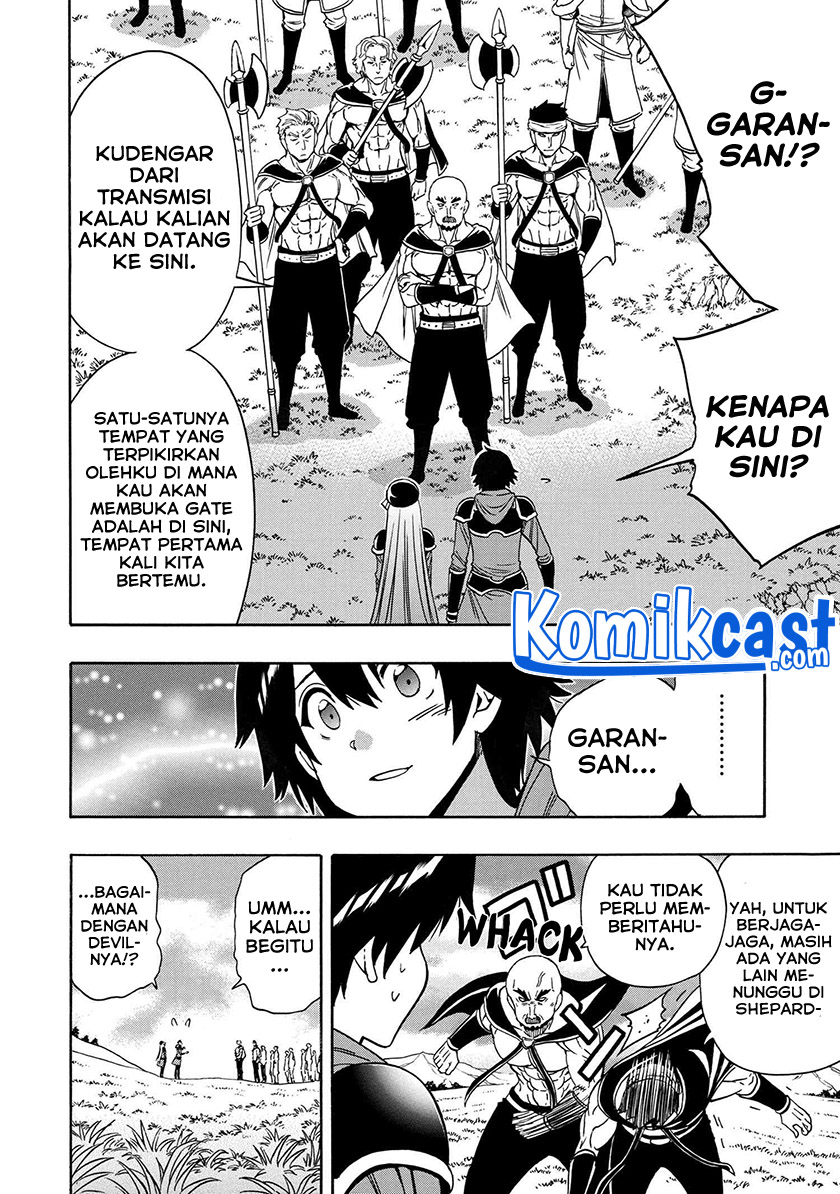 G-
GARAN-
SAN!?
KENAPA
KAU DI
SINI?
KUDENGAR
DARI
TRANSMISI
KALAU KALIAN
AKAN DATANG
KE SINI.
SATU-SATUNYA
TEMPAT YANG
TERPIKIRKAN
OLEHKU DI MANA
KAU AKAN
MEMBUKA GATE
ADALAH DI SINI,
TEMPAT PERTAMA
KALI KITA
BERTEMU.
Komikcast
.com
........
GARAN-
SAN...
YAH, UNTUK
BERJAGA-
JAGA, MASIH
ADA YANG
LAIN ME-
NUNGGU DI
SHEPARD-
KAU TIDAK
PERLU MEM-
BERITAHU-
NYA.
WHACK
UMM...
KALAU
BEGITU
...
...BAGAI-
MANA
DENGAN
DEVIL-
NYA!?